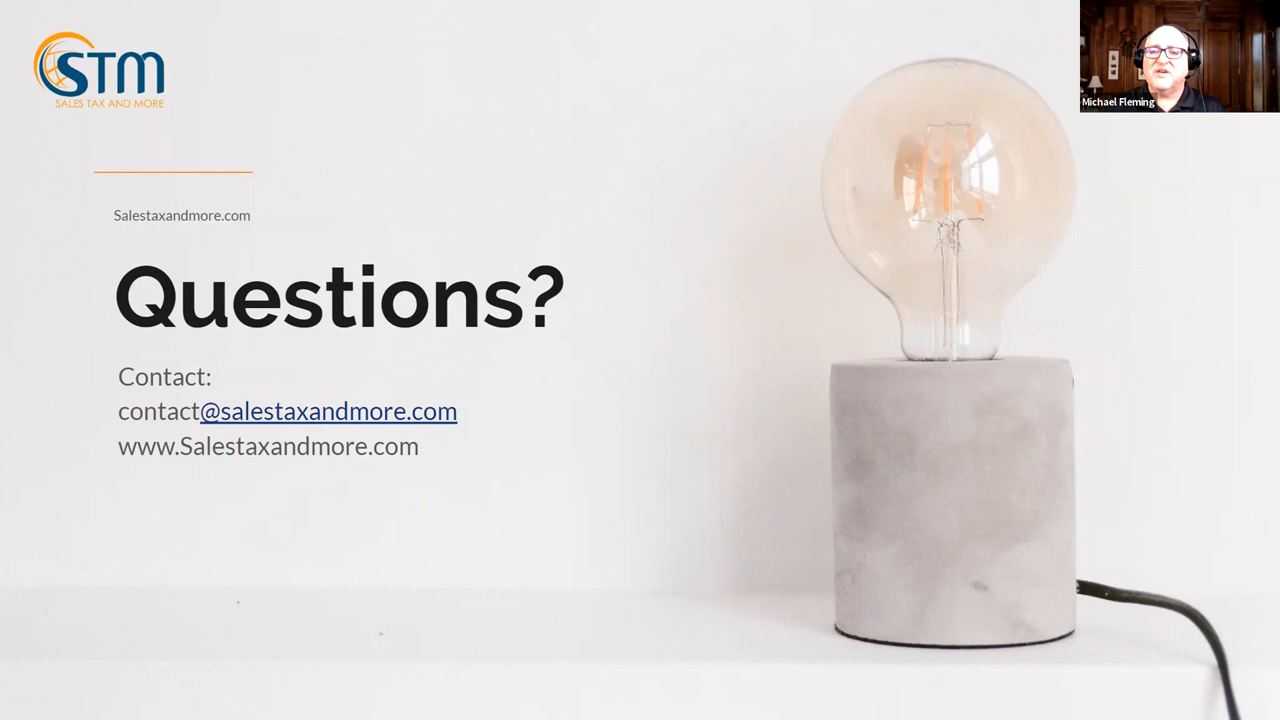 STM
SALES TAX AND MORE
Michael Fleming
Salestaxandmore.com
Questions?
Contact:
contact@salestaxandmore.com
www.Salestaxandmore.com